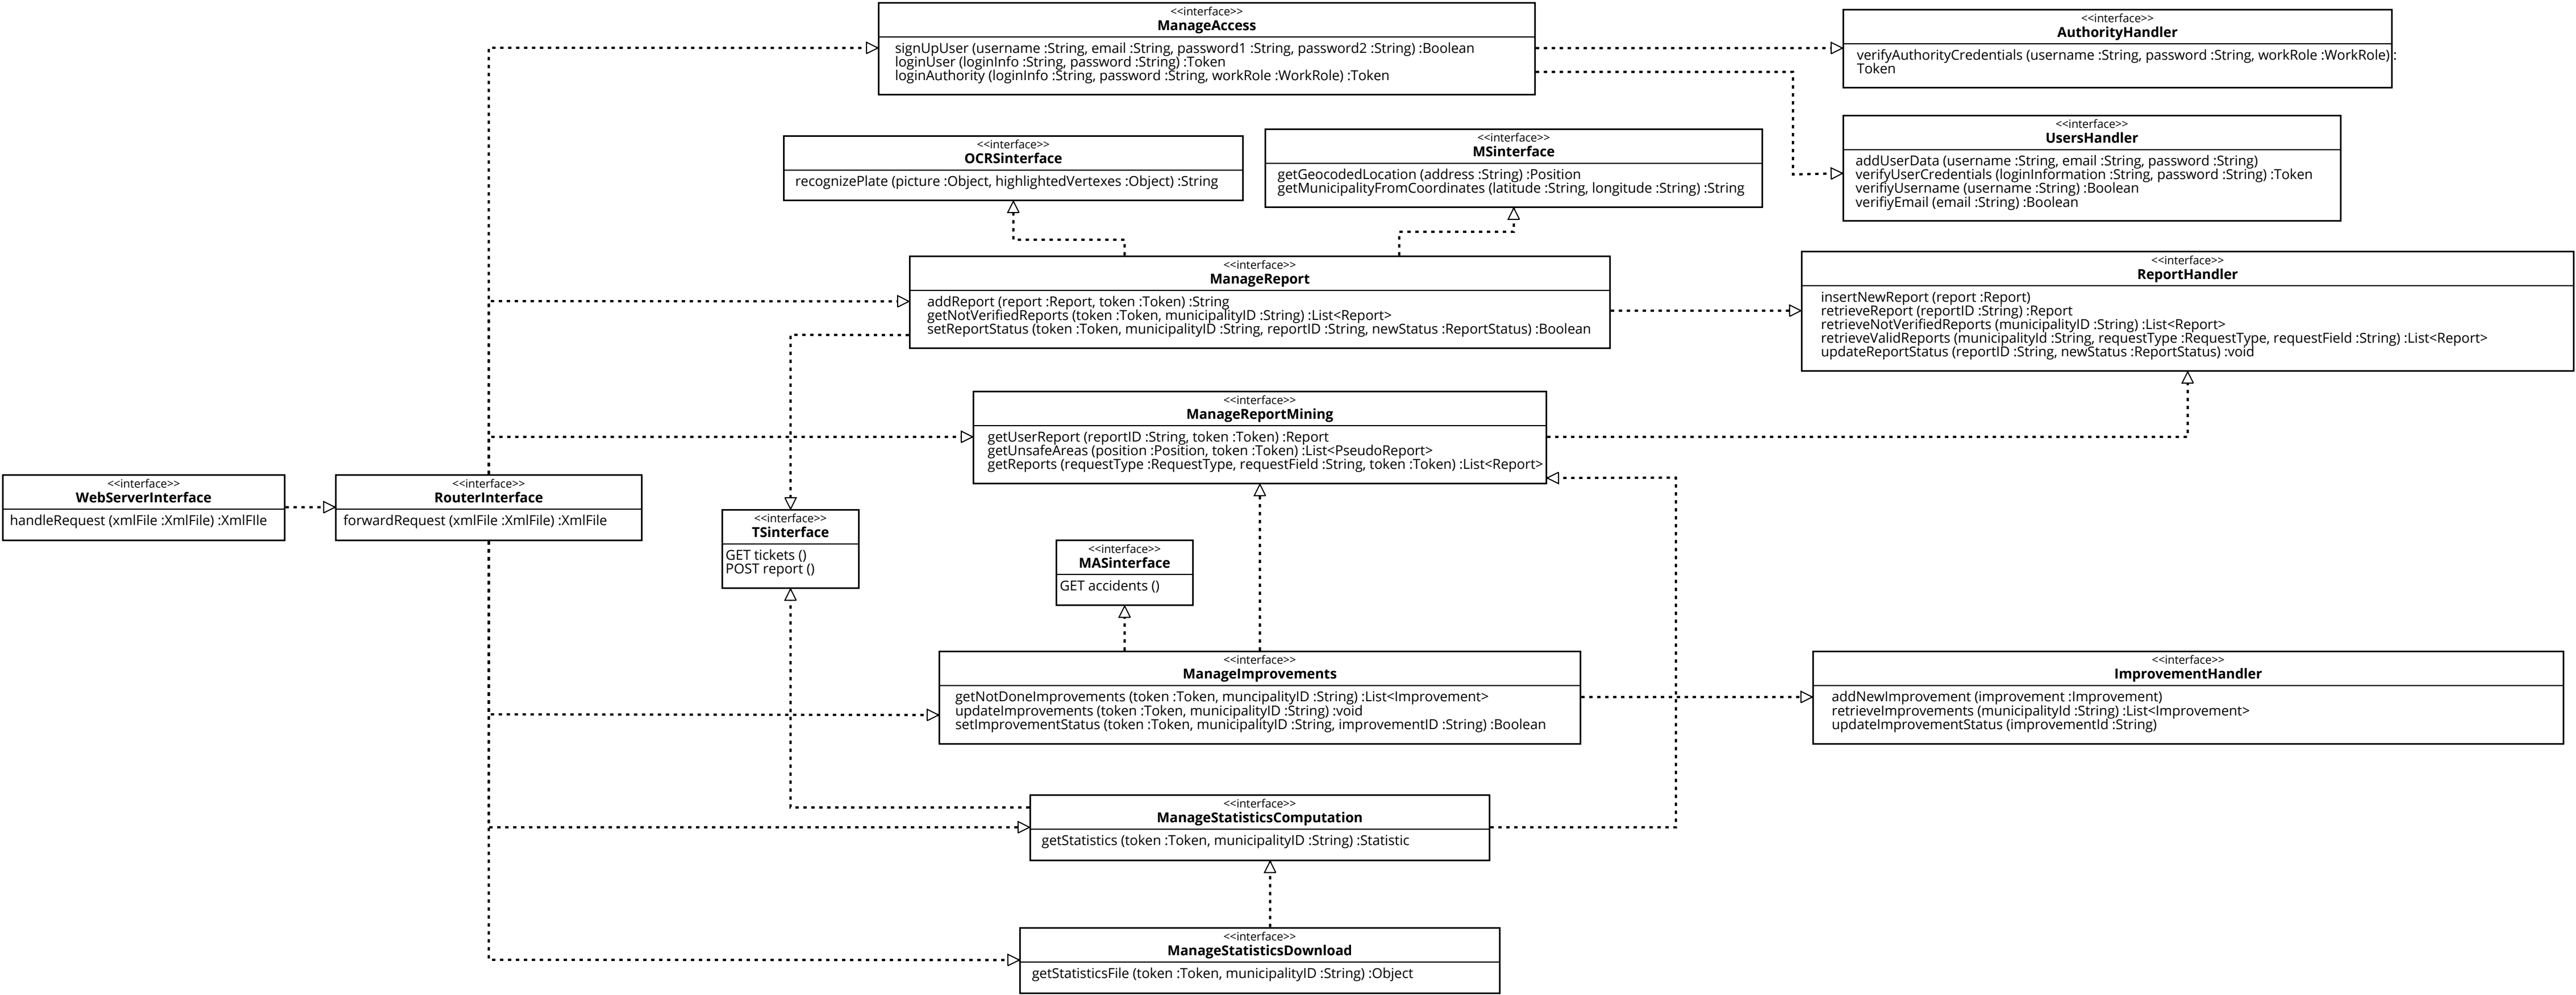 <<interface>>
ManageAccess
signUpUser (username :String, email :String, password1 :String, password2 :String) :Boolean
loginUser (loginInfo :String, password :String) :Token
loginAuthority (loginInfo :String, password :String, workRole :WorkRole) :Token
<<interface>>
AuthorityHandler
verifyAuthorityCredentials (username :String, password :String, workRole :WorkRole) :
Token
<<interface>>
OCRSinterface
recognizePlate (picture :Object, highlightedVertexes :Object) :String
<<interface>>
MSinterface
getGeocodedLocation (address :String) :Position
getMunicipalityFromCoordinates (latitude :String, longitude :String) :String
<<interface>>
UsersHandler
addUserData (username :String, email :String, password :String)
verifyUserCredentials (loginInformation :String, password :String) :Token
verifiyUsername (username :String) :Boolean
verifiyEmail (email :String) :Boolean
<<interface>>
ManageReport
addReport (report :Report, token :Token) :String
getNotVerifiedReports (token :Token, municipalityID :String) :List<Report>
setReportStatus (token :Token, municipalityID :String, reportID :String, newStatus :ReportStatus) :Boolean
<<interface>>
ReportHandler
insertNewReport (report :Report)
retrieveReport (reportID :String) :Report
retrieveNotVerifiedReports (municipalityID :String) :List<Report>
retrieveValidReports (municipalityId :String, requestType :RequestType, requestField :String) :List<Report>
updateReportStatus (reportID :String, newStatus :ReportStatus) :void
<<interface>>
ManageReportMining
getUserReport (reportID :String, token :Token) :Report
getUnsafeAreas (position :Position, token :Token) :List<PseudoReport>
getReports (requestType :RequestType, requestField :String, token :Token) :List<Report>
<<interface>>
WebServerInterface
handleRequest (xmlFile :XmlFile) :XmlFIle
<<interface>>
RouterInterface
forwardRequest (xmlFile :XmlFile) :XmlFile
<<interface>>
TSinterface
GET tickets ()
POST report ()
<<interface>>
MASinterface
GET accidents ()
<<interface>>
ManageImprovements
getNotDoneImprovements (token :Token, muncipalityID :String) :List<Improvement>
updateImprovements (token :Token, municipalityID :String) :void
setImprovementStatus (token :Token, municipalityID :String, improvementID :String) :Boolean
<<interface>>
ImprovementHandler
addNewImprovement (improvement :Improvement)
retrieveImprovements (municipalityId :String) :List<Improvement>
updateImprovementStatus (improvementId :String)
<<interface>>
ManageStatisticsComputation
getStatistics (token :Token, municipalityID :String) :Statistic
<<interface>>
ManageStatisticsDownload
getStatisticsFile (token :Token, municipalityID :String) :Object